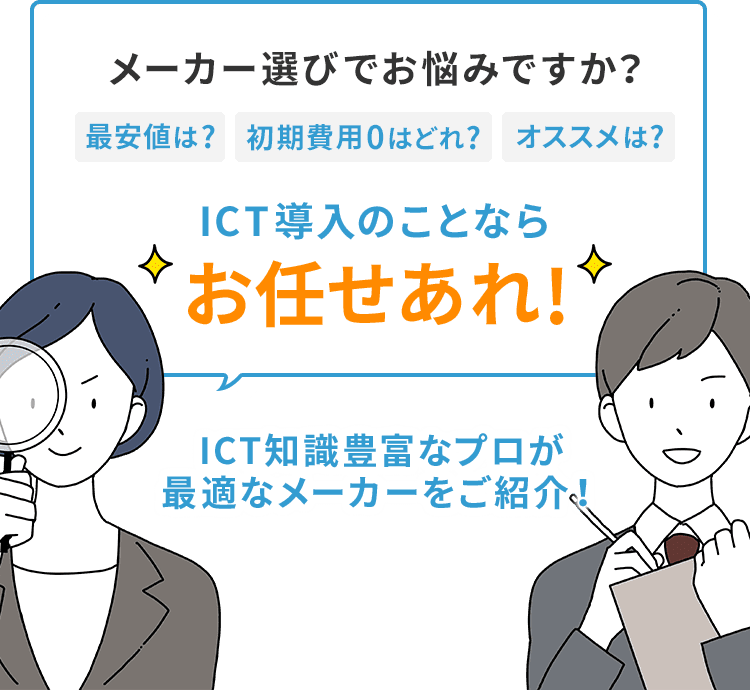 メーカー選びでお悩みですか？
最安値は？ 初期費用0はどれ？ オススメは？
ICT導入のことなら
お任せあれ！
ICT知識豊富なプロが
最適なメーカーをご紹介！